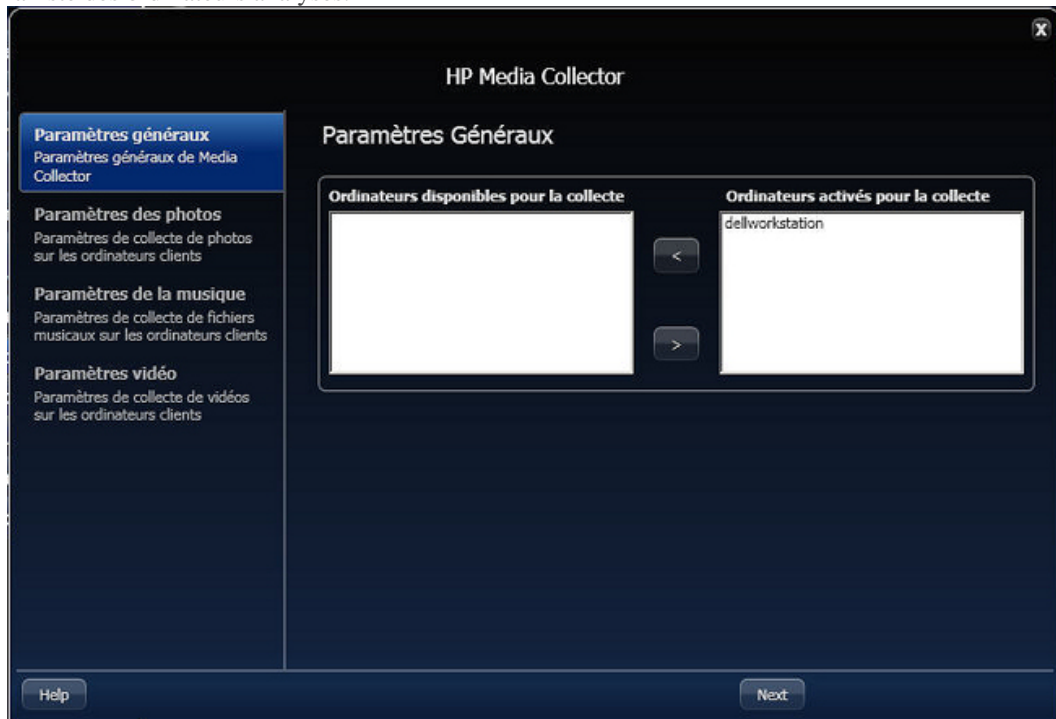 HP Media Collector
Paramètres généraux
Paramètres généraux de Media
Collector
Paramètres des photos
Paramètres de collecte de photos
sur les ordinateurs clients
Paramètres de la musique
Paramètres de collecte de fichiers
musicaux sur les ordinateurs clients
Paramètres vidéo
Paramètres de collecte de vidéos
sur les ordinateurs clients
Paramètres Généraux
Ordinateurs disponibles pour la collecte
<
>
Ordinateurs activés pour la collecte
dellworkstation
Help
Next